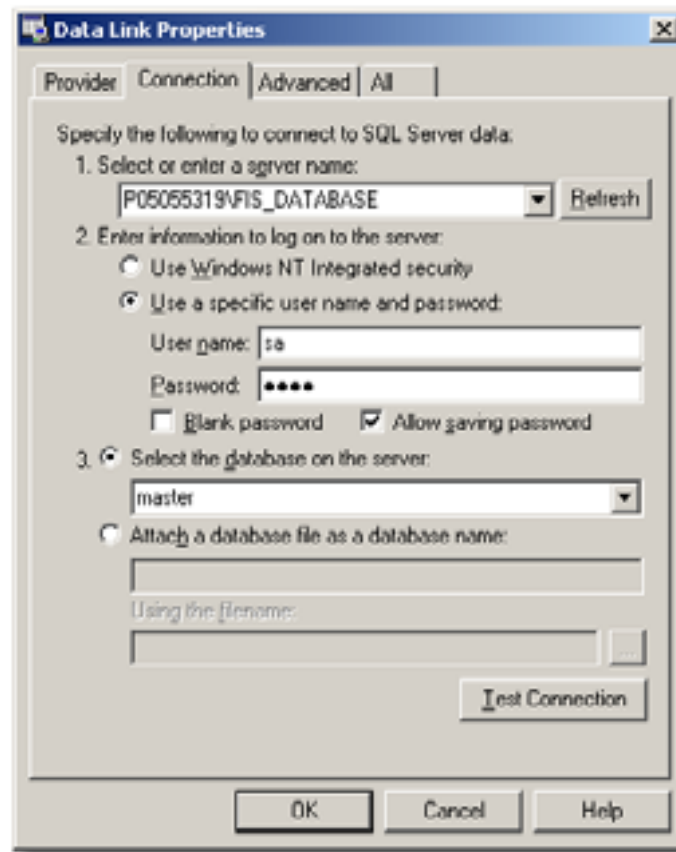 Data Link Properties
Provider Connection Advanced All
Specify the following to connect to SQL Server data:
1. Select or enter a server name:
P05055319\FIS_DATABASE Refresh
2. Enter information to log on to the server:
Use Windows NT Integrated security
Use a specific user name and password:
User name: sa
Password: ●●●●
Blank password Allow saving password
3. Select the database on the server:
master
Attach a database file as a database name:
Using the filename:
...
Test Connection
OK Cancel Help